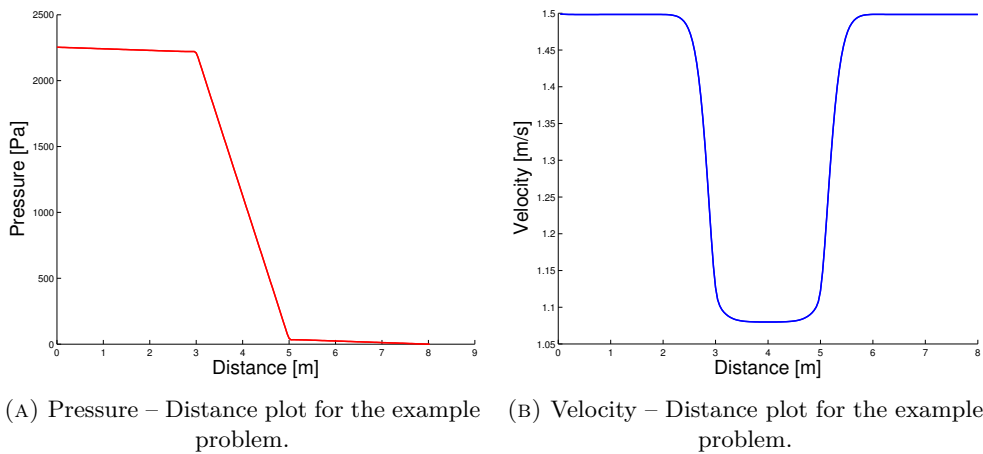 2500
2000
1500
1000
500
0
Pressure [Pa]
0 1 2 3 4 5 6 7 8 9
Distance [m]
1.5
1.45
1.4
1.35
1.3
1.25
1.2
1.15
1.1
1.05
Velocity [m/s]
0 1 2 3 4 5 6 7 8
Distance [m]
(A) Pressure – Distance plot for the example
problem.
(B) Velocity – Distance plot for the example
problem.